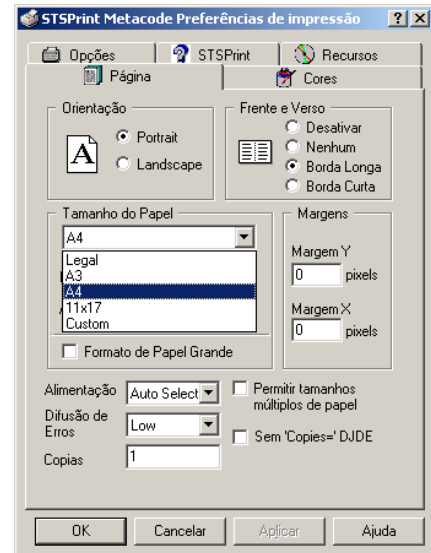 STSPrint Metacode Preferências de impressão
Opções
STSPrint
Recursos
Página
Cores
Orientação
A
Portrait
Landscape
Frente e Verso
Desativar
Nenhum
Borda Longa
Borda Curta
Tamanho do Papel
A4
Legal
A3
A4
11x17
Custom
Formato de Papel Grande
Margens
Margem Y
0 pixels
Margem X
0 pixels
Alimentação Auto Select
Difusão de
Erros
Low
Copias 1
Permitir tamanhos
múltiplos de papel
Sem 'Copies=' DJDE
OK Cancelar Aplicar Ajuda